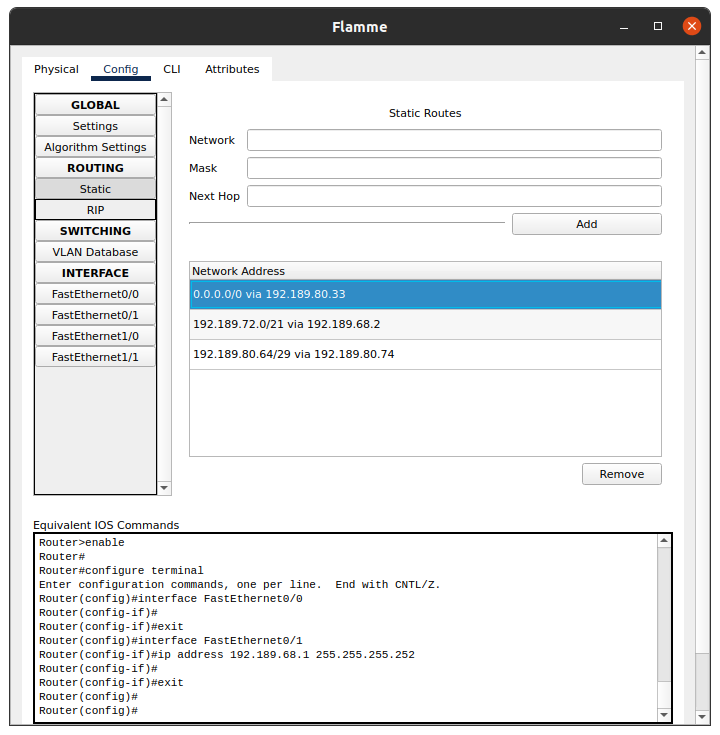 Flamme
Physical Config CLI Attributes
GLOBAL
Settings
Algorithm Settings
ROUTING
Static
RIP
SWITCHING
VLAN Database
INTERFACE
FastEthernet0/0
FastEthernet0/1
FastEthernet1/0
FastEthernet1/1
Static Routes
Network
Mask
Next Hop
Add
Network Address
0.0.0.0/0 via 192.189.80.33
192.189.72.0/21 via 192.189.68.2
192.189.80.64/29 via 192.189.80.74
Remove
Equivalent IOS Commands
Router>enable
Router#
Router#configure terminal
Enter configuration commands, one per line.  End with CNTL/Z.
Router(config)#interface FastEthernet0/0
Router(config-if)#
Router(config-if)#exit
Router(config)#interface FastEthernet0/1
Router(config-if)#ip address 192.189.68.1 255.255.255.252
Router(config-if)#
Router(config-if)#exit
Router(config)#
Router(config)#